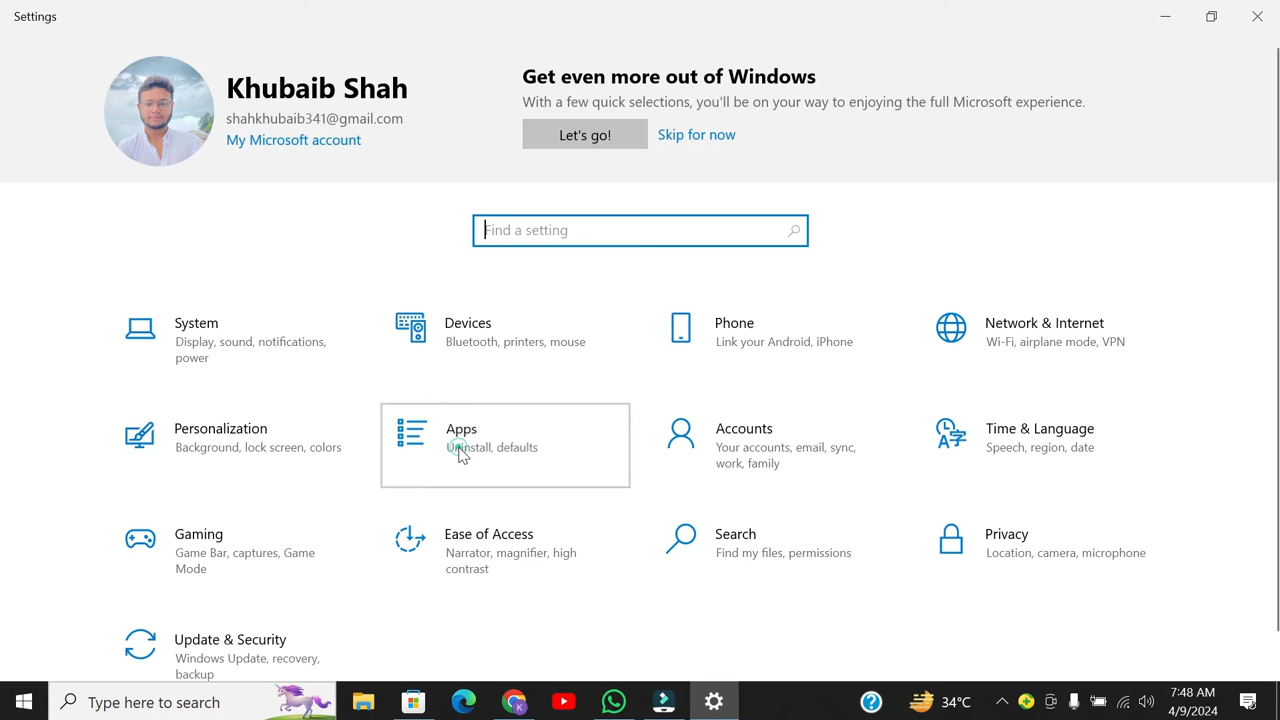 Settings
Khubaib Shah
shahkhubaib341@gmail.com
My Microsoft account
Get even more out of Windows
With a few quick selections, you'll be on your way to enjoying the full Microsoft experience.
Let's go!
Skip for now
Find a setting
System
Display, sound, notifications,
power
Devices
Bluetooth, printers, mouse
Phone
Link your Android, iPhone
Network & Internet
Wi-Fi, airplane mode, VPN
Personalization
Background, lock screen, colors
Apps
Uninstall, defaults
Accounts
Your accounts, email, sync,
work, family
Time & Language
Speech, region, date
Gaming
Game Bar, captures, Game
Mode
Ease of Access
Narrator, magnifier, high
contrast
Search
Find my files, permissions
Privacy
Location, camera, microphone
Update & Security
Windows Update, recovery,
backup
Type here to search
34°C
7:48 AM
4/9/2024